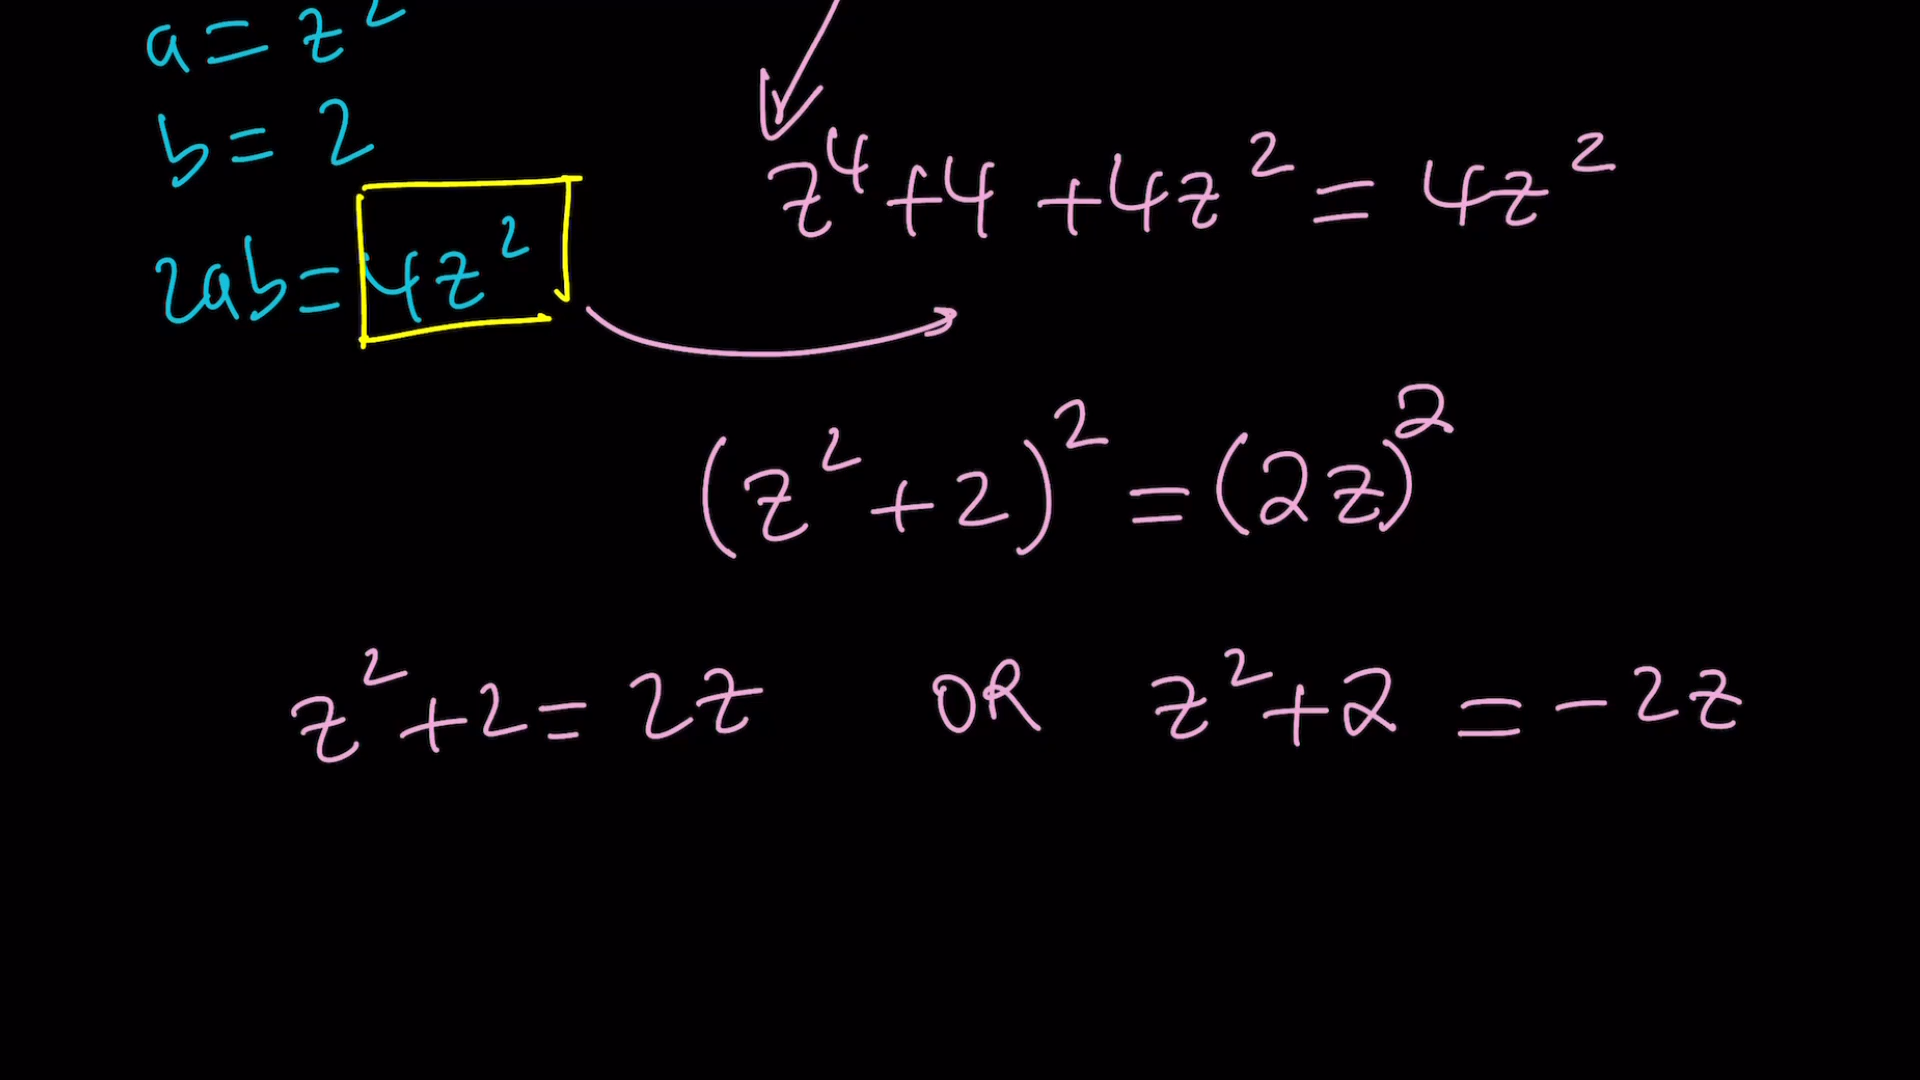 a = z²
b = 2
2ab = 4z²
z⁴ + 4 + 4z² = 4z²
(z² + 2)² = (2z)²
z² + 2 = 2z OR z² + 2 = -2z